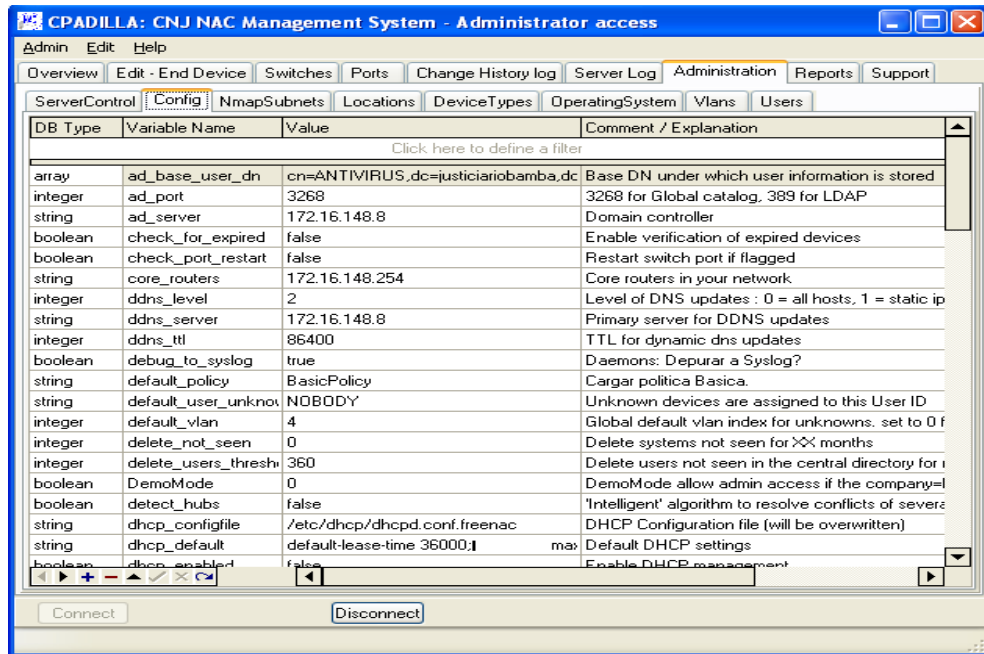 CPADILLA: CNJ NAC Management System - Administrator access
Admin Edit Help
Overview Edit - End Device Switches Ports Change History log Server Log Administration Reports Support
ServerControl Config NmapSubnets Locations DeviceTypes OperatingSystem Vlans Users
DB Type Variable Name Value Comment / Explanation
Click here to define a filter
array ad_base_user_dn cn=ANTIVIRUS,dc=justiciariobamba,dc Base DN under which user information is stored
integer ad_port 3268 3268 for Global catalog, 389 for LDAP
string ad_server 172.16.148.8 Domain controller
boolean check_for_expired false Enable verification of expired devices
boolean check_port_restart false Restart switch port if flagged
string core_routers 172.16.148.254 Core routers in your network
integer ddns_level 2 Level of DNS updates : 0 = all hosts, 1 = static ip
string ddns_server 172.16.148.8 Primary server for DDNS updates
integer ddns_ttl 86400 TTL for dynamic dns updates
boolean debug_to_syslog true Daemons: Depurar a Syslog?
string default_policy BasicPolicy Cargar politica Basica.
string default_user_unknow NOBODY Unknown devices are assigned to this User ID
integer default_vlan 4 Global default vlan index for unknowns. set to 0 f
integer delete_not_seen 0 Delete systems not seen for XX months
integer delete_users_thresh 360 Delete users not seen in the central directory for
boolean DemoMode 0 DemoMode allow admin access if the company=
boolean detect_hubs false 'Intelligent' algorithm to resolve conflicts of severa
string dhcp_configfile /etc/dhcp/dhcpd.conf.freenac DHCP Configuration file (will be overwritten)
string dhcp_default default-lease-time 36000; max Default DHCP settings
boolean dhcp_enabled false Enable DHCP management
Connect Disconnect